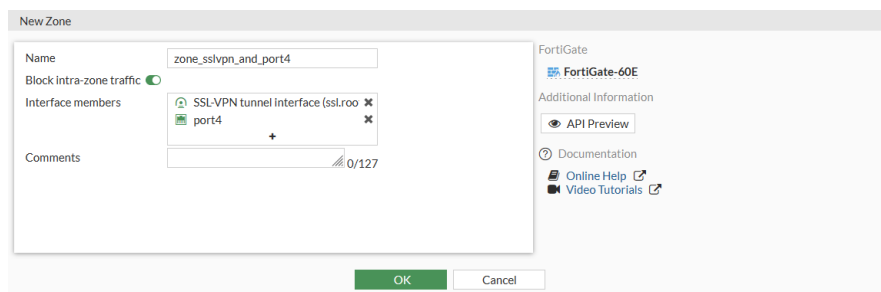 New Zone
Name zone_sslvpn_and_port4
Block intra-zone traffic
Interface members SSL-VPN tunnel interface (ssl.roo
port4
+
Comments 0/127
FortiGate
FortiGate-60E
Additional Information
API Preview
Documentation
Online Help
Video Tutorials
OK Cancel